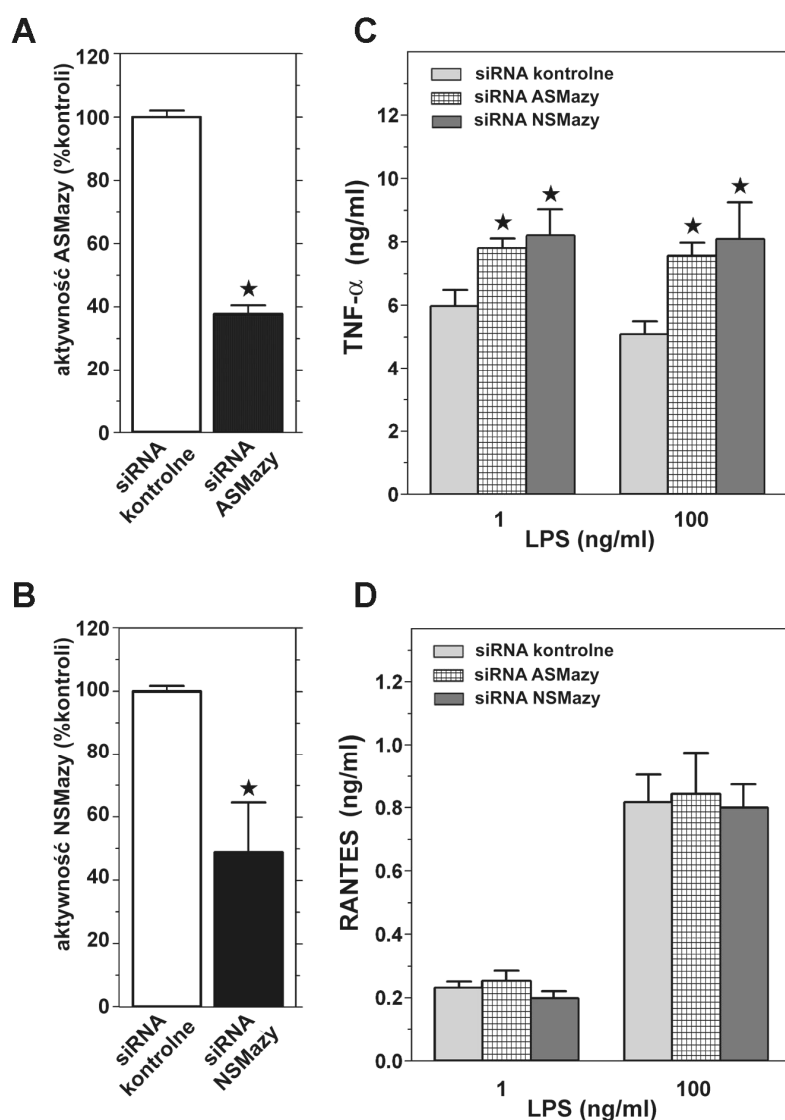 A
aktywność ASMazy (%kontroli)
120
100
80
60
40
20
0
siRNA
kontrolne
siRNA
ASMazy
C
siRNA kontrolne
siRNA ASMazy
siRNA NSMazy
TNF-α (ng/ml)
12
10
8
6
4
2
0
1
100
LPS (ng/ml)
B
aktywność NSMazy (%kontroli)
120
100
80
60
40
20
0
siRNA
kontrolne
siRNA
NSMazy
D
siRNA kontrolne
siRNA ASMazy
siRNA NSMazy
RANTES (ng/ml)
1.2
1.0
0.8
0.6
0.4
0.2
0.0
1
100
LPS (ng/ml)